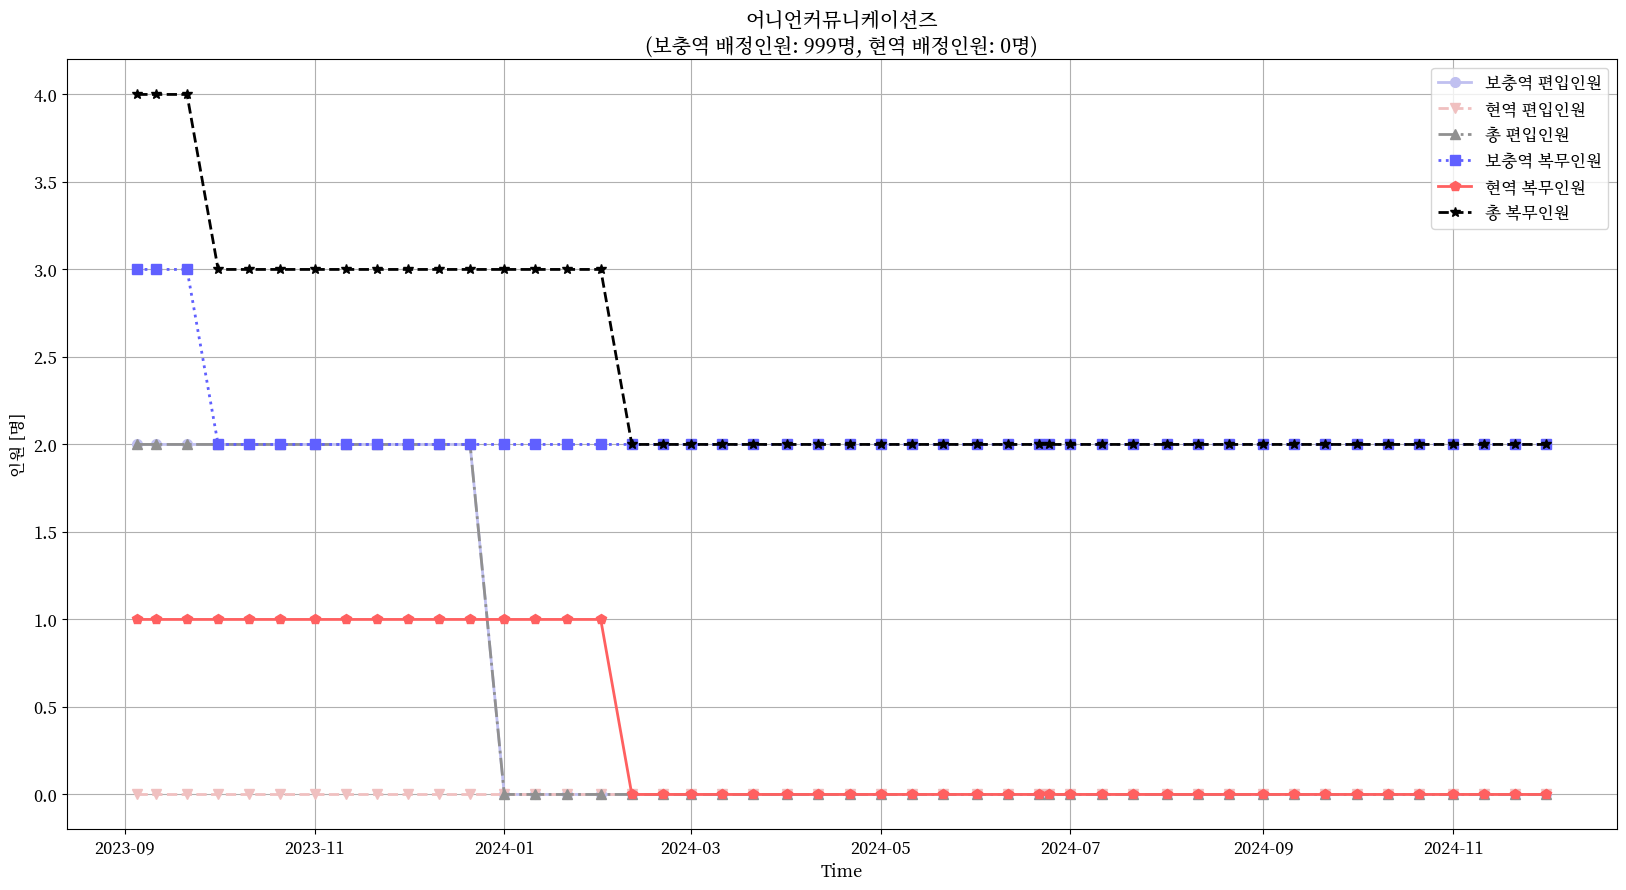 어니언커뮤니케이션즈
(보충역 배정인원: 999명, 현역 배정인원: 0명)
보충역 편입인원
현역 편입인원
총 편입인원
보충역 복무인원
현역 복무인원
총 복무인원
인원 [명]
4.0
3.5
3.0
2.5
2.0
1.5
1.0
0.5
0.0
2023-09
2023-11
2024-01
2024-03
2024-05
2024-07
2024-09
2024-11
Time